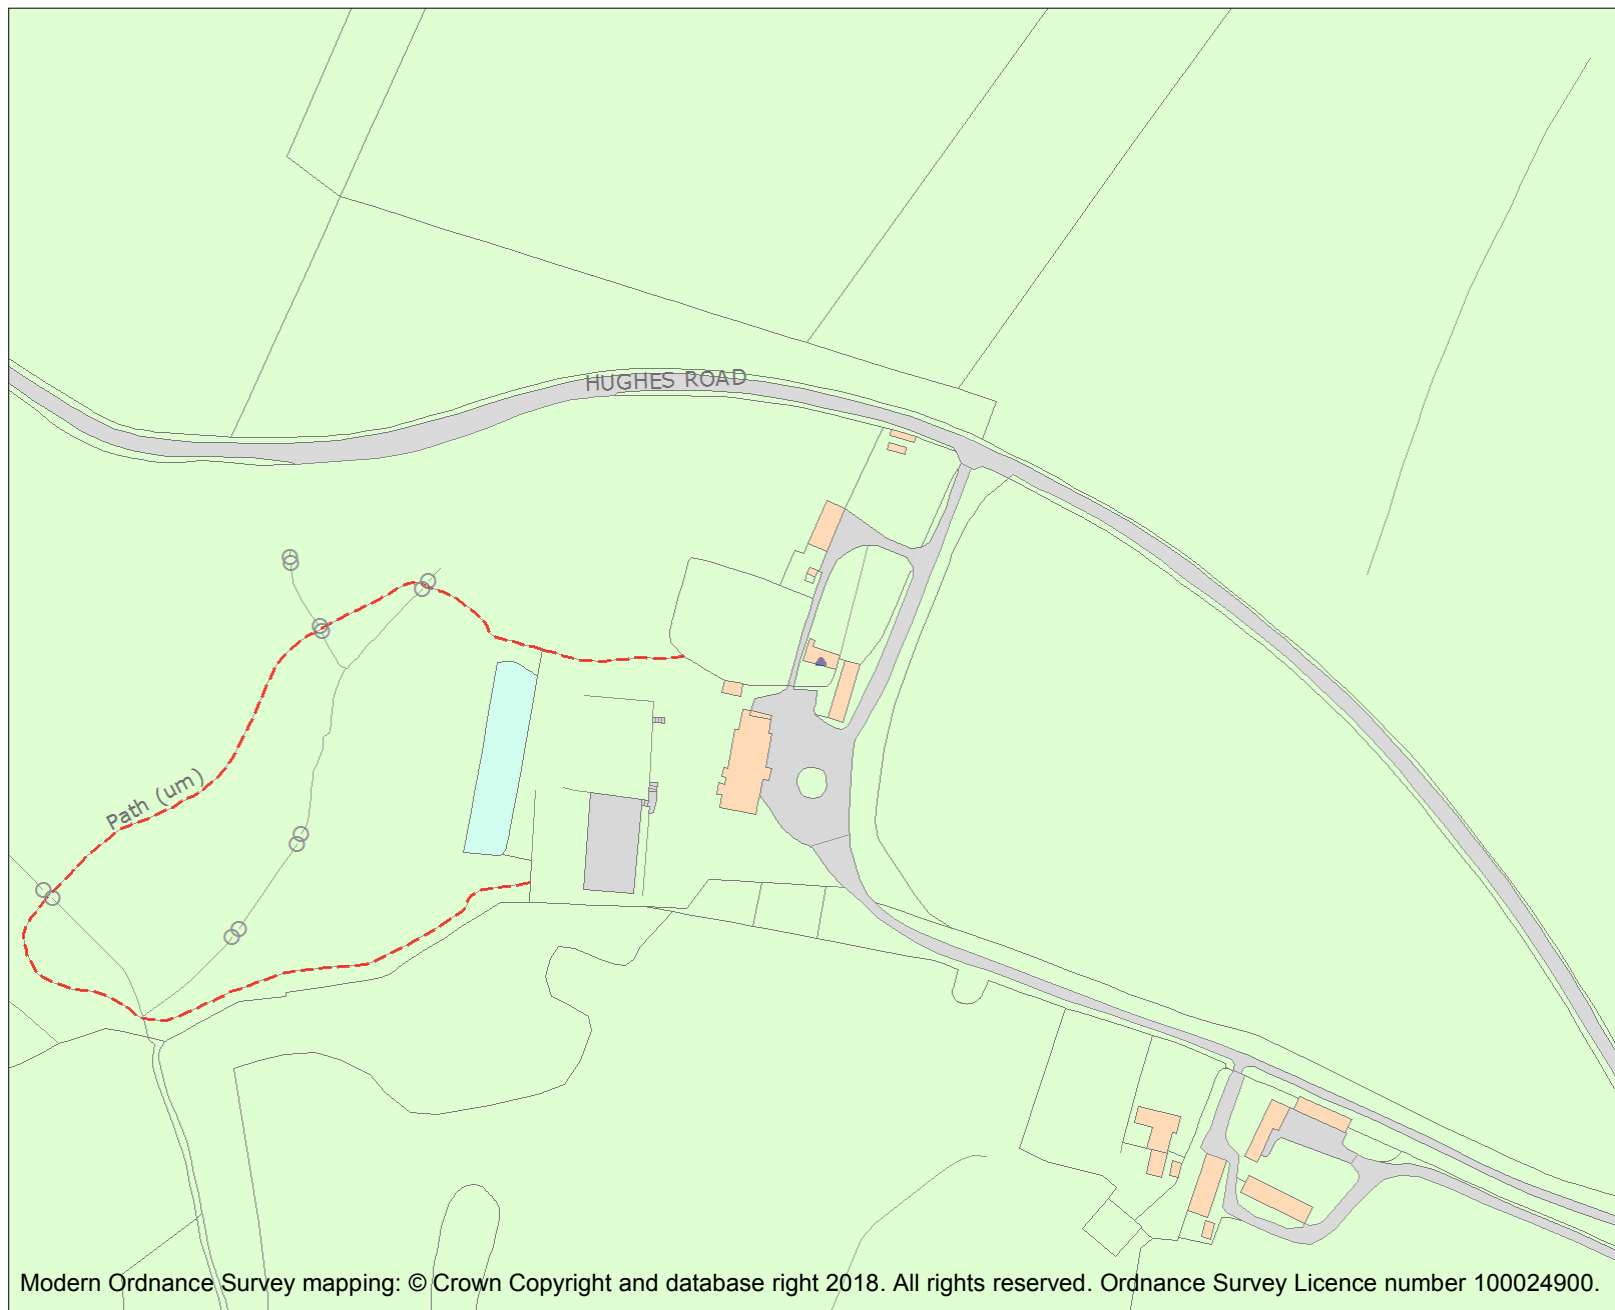 HUGHES ROAD
Path (um)
Modern Ordnance Survey mapping: © Crown Copyright and database right 2018. All rights reserved. Ordnance Survey Licence number 100024900.